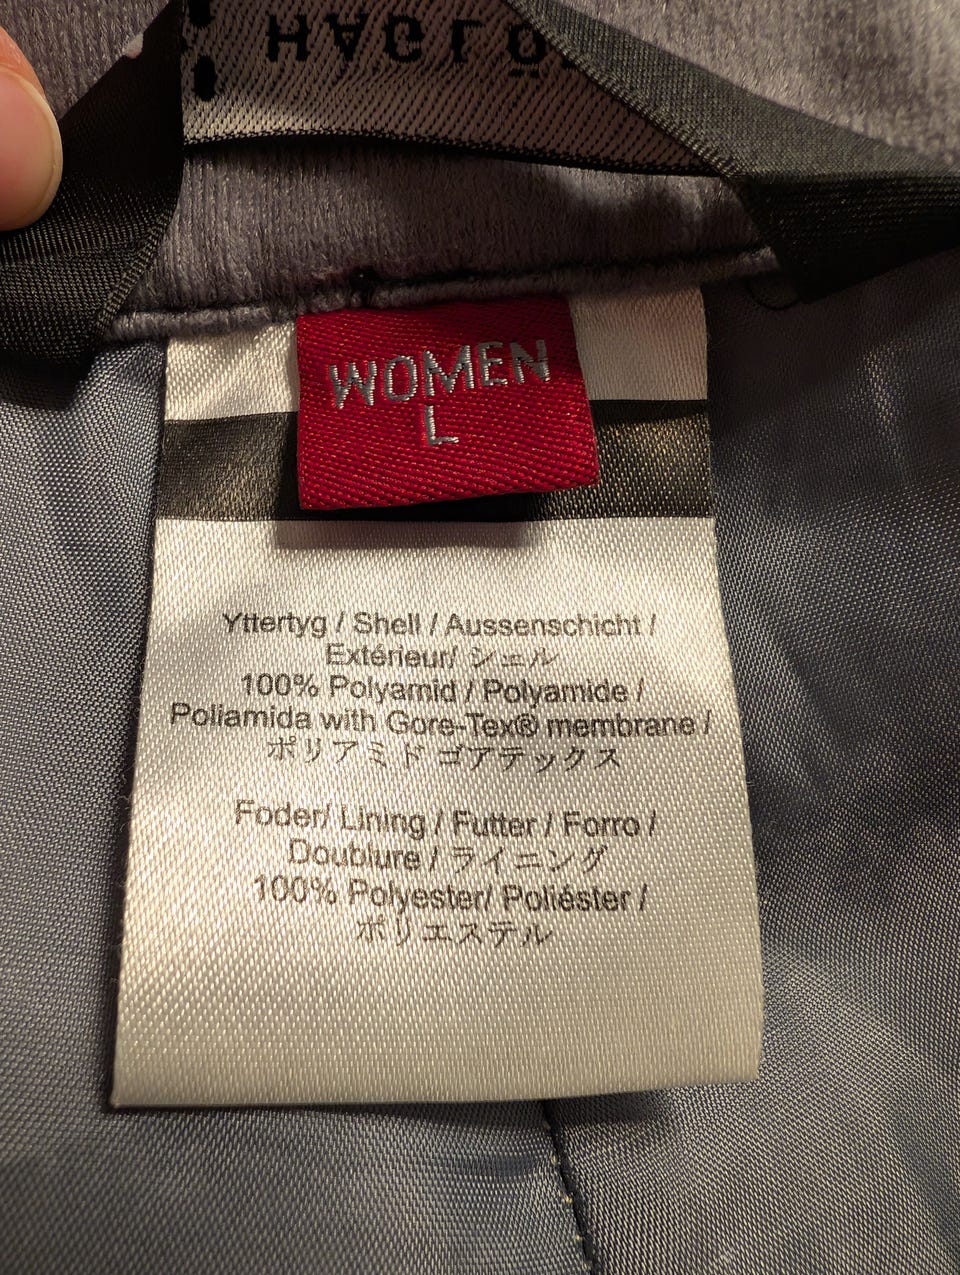 HAGLÖ
WOMEN
L
Yttertyg / Shell / Aussenschicht /
Extérieur/ シェル
100% Polyamid / Polyamide /
Poliamida with Gore-Tex® membrane /
ポリアミド ゴアテックス
Foder/ Lining / Futter / Forro /
Doublure / ライニング
100% Polyester/ Poliéster /
ポリエステル